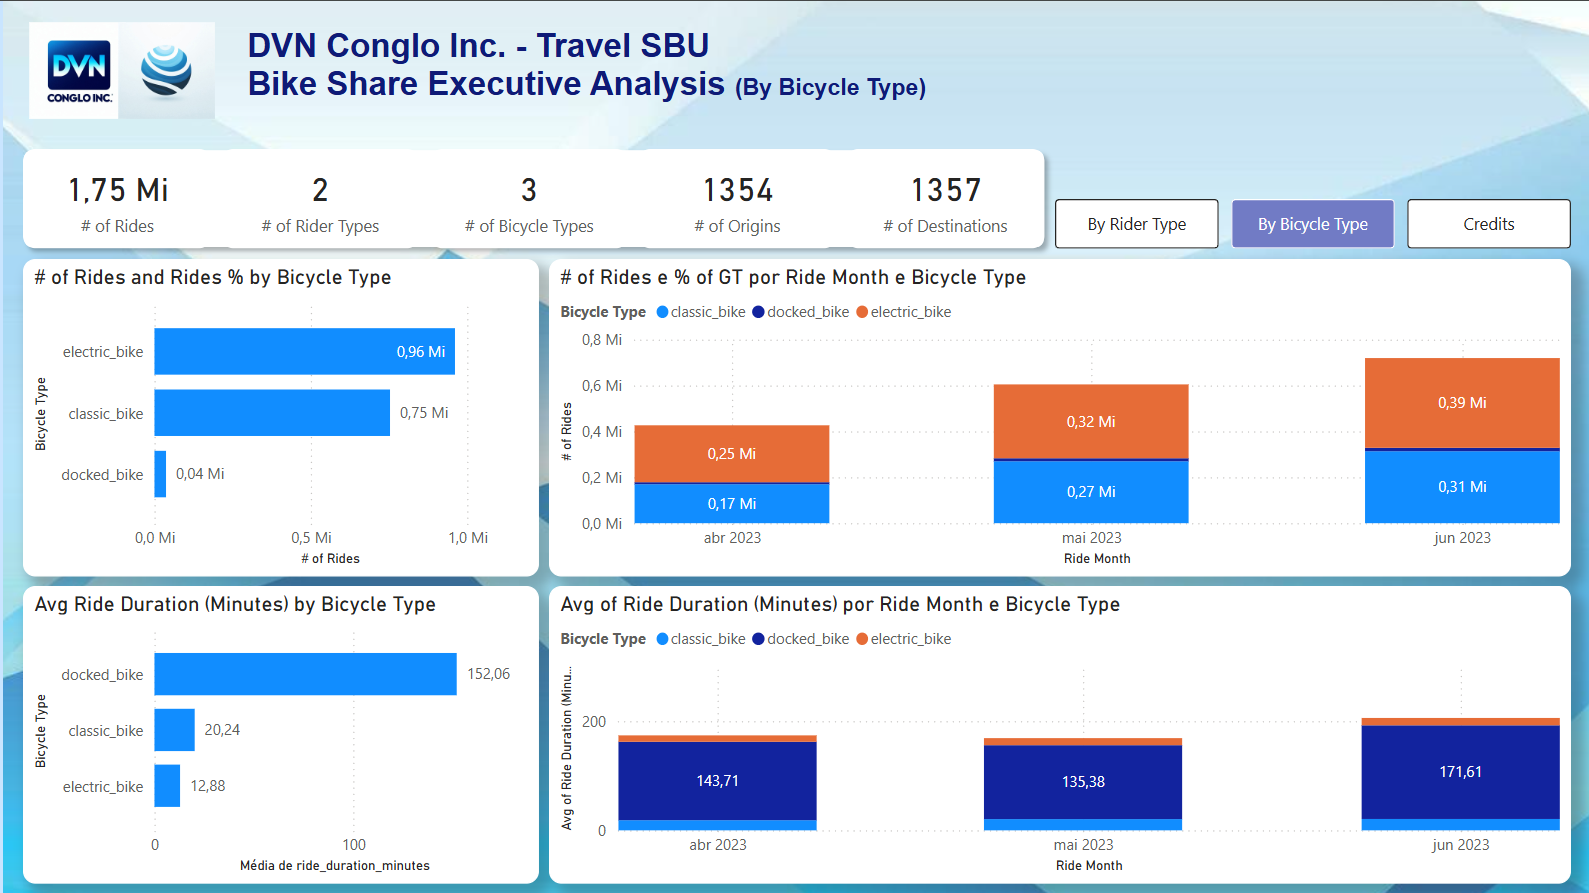 DVN
CONGLO INC.
DVN Conglo Inc. - Travel SBU
Bike Share Executive Analysis (By Bicycle Type)
1,75 Mi
# of Rides
2
# of Rider Types
3
# of Bicycle Types
1354
# of Origins
1357
# of Destinations
By Rider Type
By Bicycle Type
Credits
# of Rides and Rides % by Bicycle Type
Bicycle Type
electric_bike
0,96 Mi
classic_bike
0,75 Mi
docked_bike
0,04 Mi
0,0 Mi
0,5 Mi
1,0 Mi
# of Rides
# of Rides e % of GT por Ride Month e Bicycle Type
Bicycle Type classic_bike docked_bike electric_bike
# of Rides
0,8 Mi
0,6 Mi
0,4 Mi
0,2 Mi
0,0 Mi
0,25 Mi
0,17 Mi
0,32 Mi
0,27 Mi
0,39 Mi
0,31 Mi
abr 2023
mai 2023
jun 2023
Ride Month
Avg Ride Duration (Minutes) by Bicycle Type
Bicycle Type
docked_bike
152,06
classic_bike
20,24
electric_bike
12,88
0
100
Média de ride_duration_minutes
Avg of Ride Duration (Minutes) por Ride Month e Bicycle Type
Bicycle Type classic_bike docked_bike electric_bike
Avg of Ride Duration (Minu...
200
0
143,71
135,38
171,61
abr 2023
mai 2023
jun 2023
Ride Month